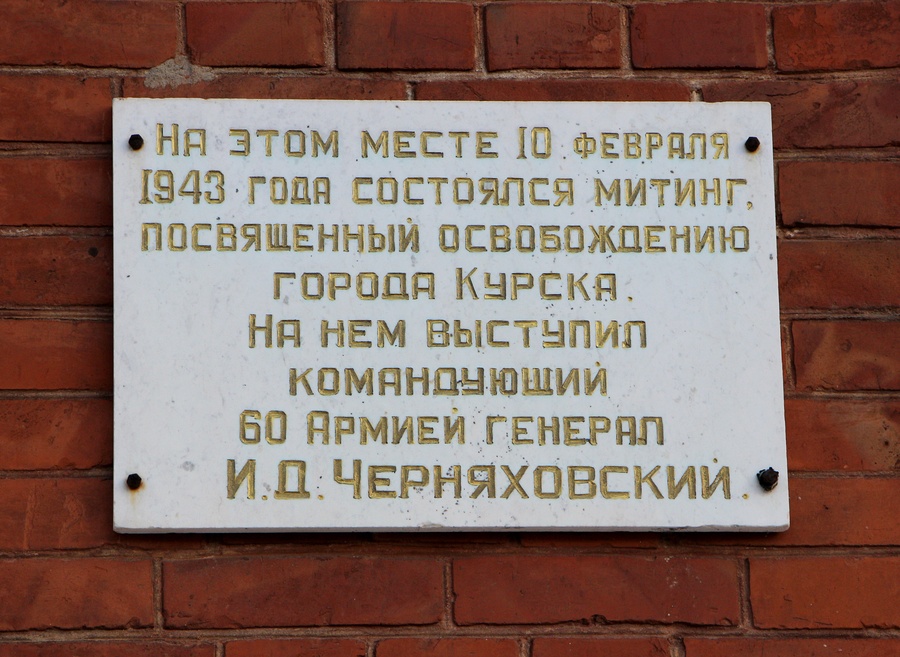 На этом месте 10 февраля
1943 года состоялся митинг,
посвященный освобождению
города Курска.
На нем выступил
командующий
60 Армией генерал
И.Д.Черняховский.